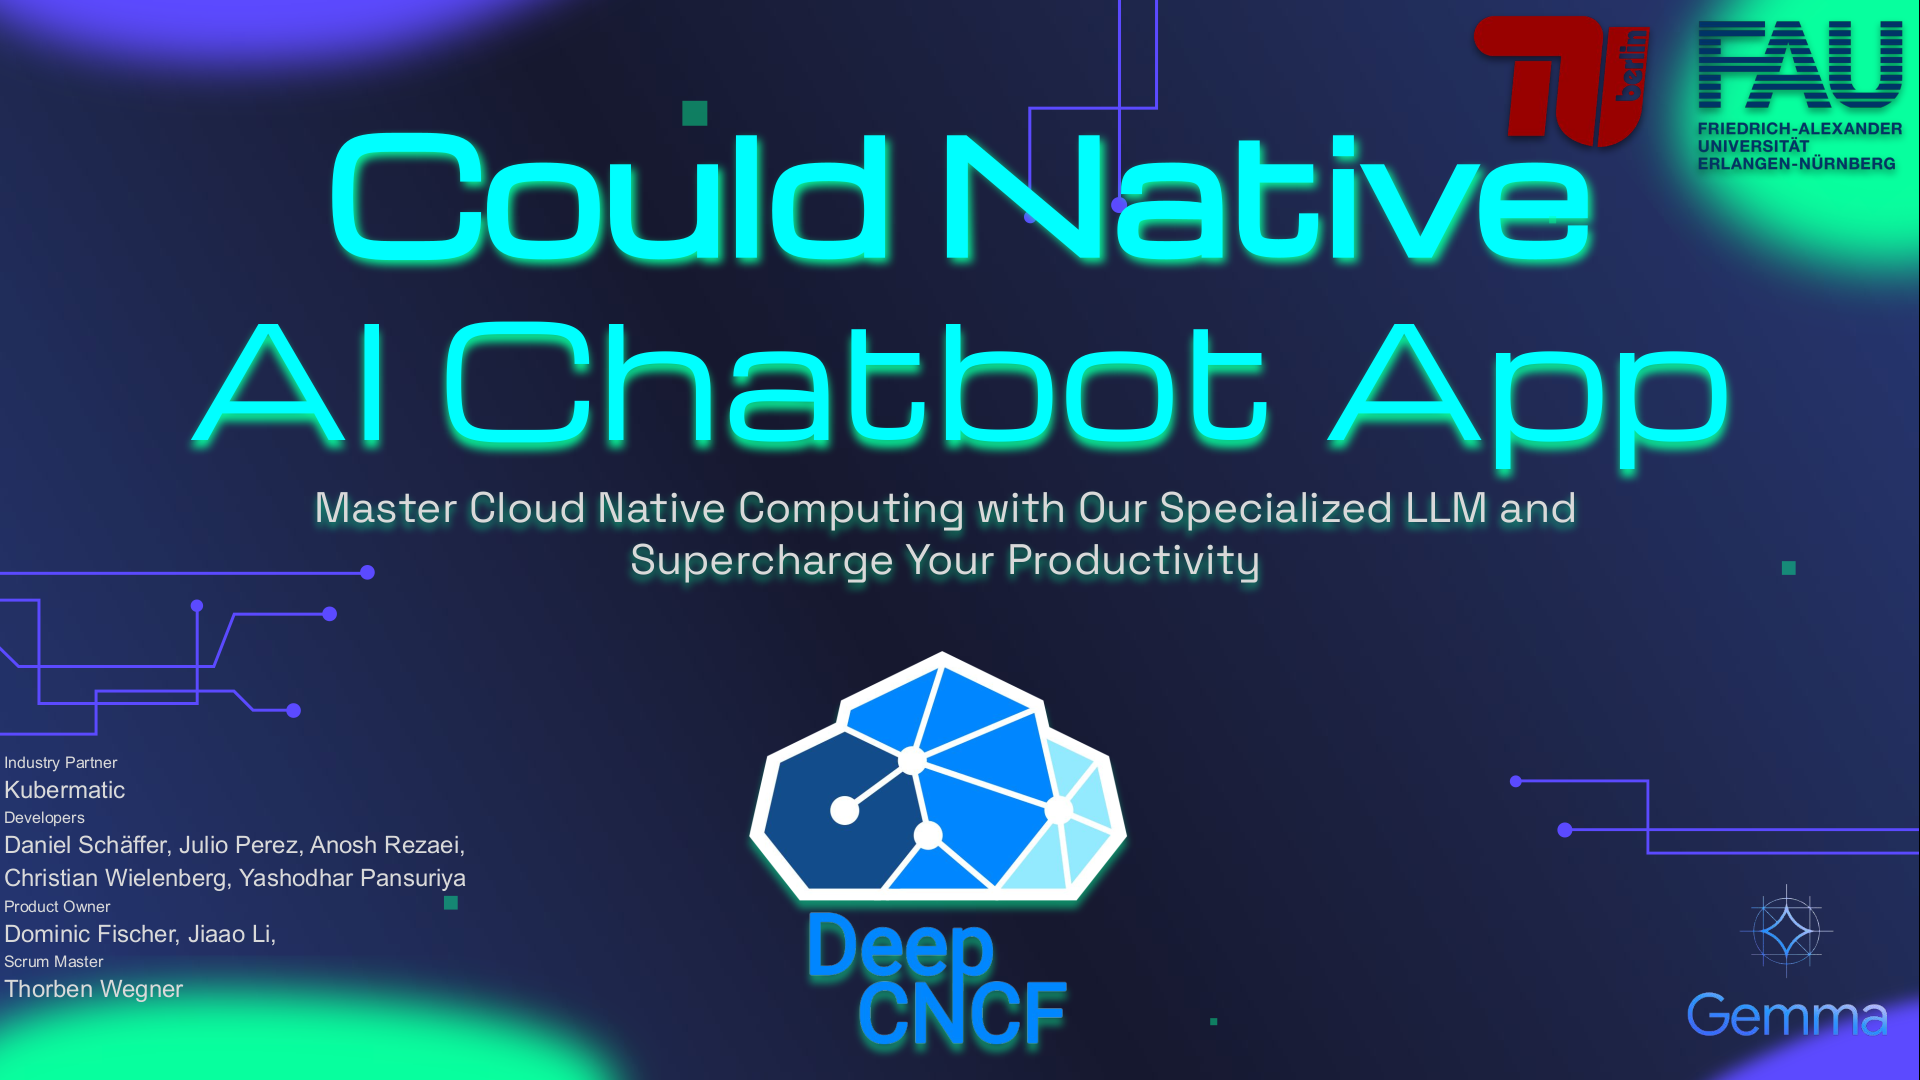 berlin
FAU
FRIEDRICH-ALEXANDER
UNIVERSITÄT
ERLANGEN-NÜRNBERG
Could Native
AI Chatbot App
Master Cloud Native Computing with Our Specialized LLM and
Supercharge Your Productivity
Industry Partner
Kubermatic
Developers
Daniel Schäffer, Julio Perez, Anosh Rezaei,
Christian Wielenberg, Yashodhar Pansuriya
Product Owner
Dominic Fischer, Jiaao Li,
Scrum Master
Thorben Wegner
Deep
CNCF
Gemma